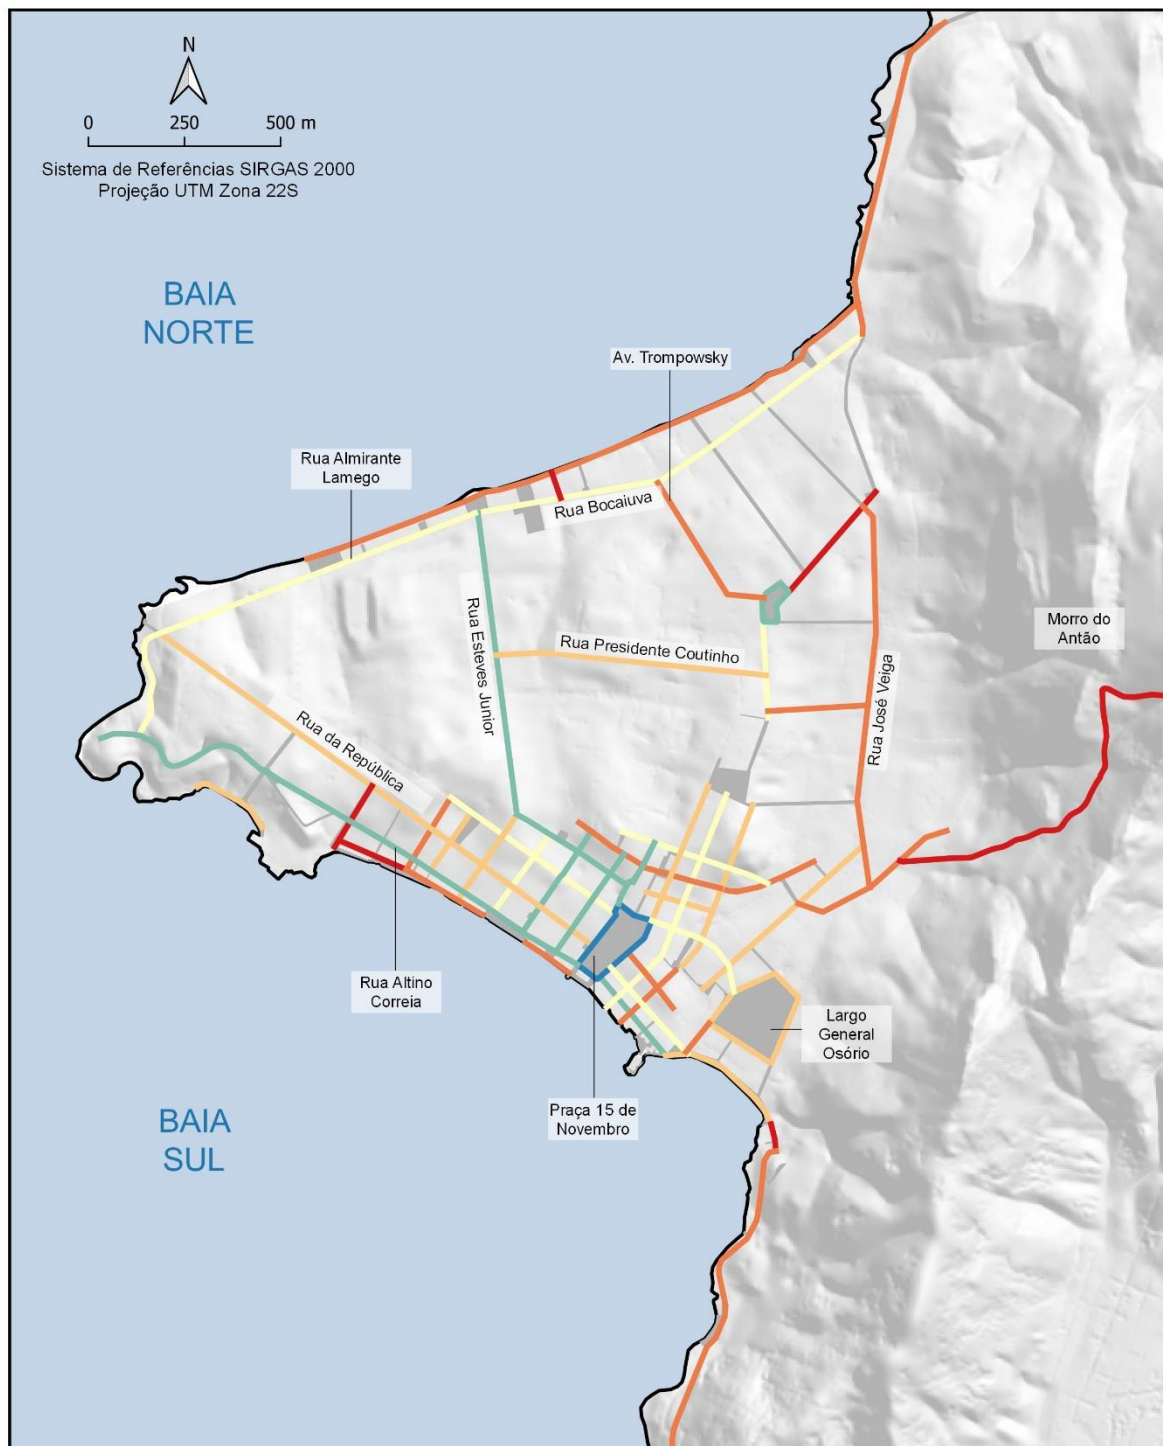 N
0 250 500 m
Sistema de Referências SIRGAS 2000
Projeção UTM Zona 22S
BAIA
NORTE
Av. Trompowsky
Rua Almirante
Lamego
Rua Bocaiuva
Rua Esteves Junior
Rua Presidente Coutinho
Morro do
Antão
Rua José Veiga
Rua da República
Rua Altino
Correia
Largo
General
Osório
Praça 15 de
Novembro
BAIA
SUL